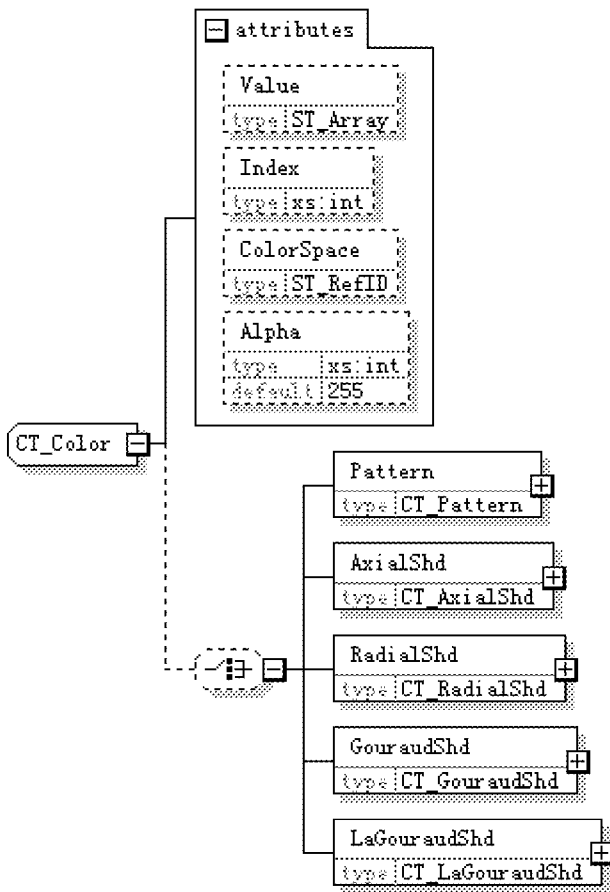 attributes
Value
type ST_Array
Index
type xs:int
ColorSpace
type ST_RefID
Alpha
type xs:int
default 255
CT_Color
Pattern
type CT_Pattern
AxialShd
type CT_AxialShd
RadialShd
type CT_RadialShd
GouraudShd
type CT_GouraudShd
LaGouraudShd
type CT_LaGouraudShd